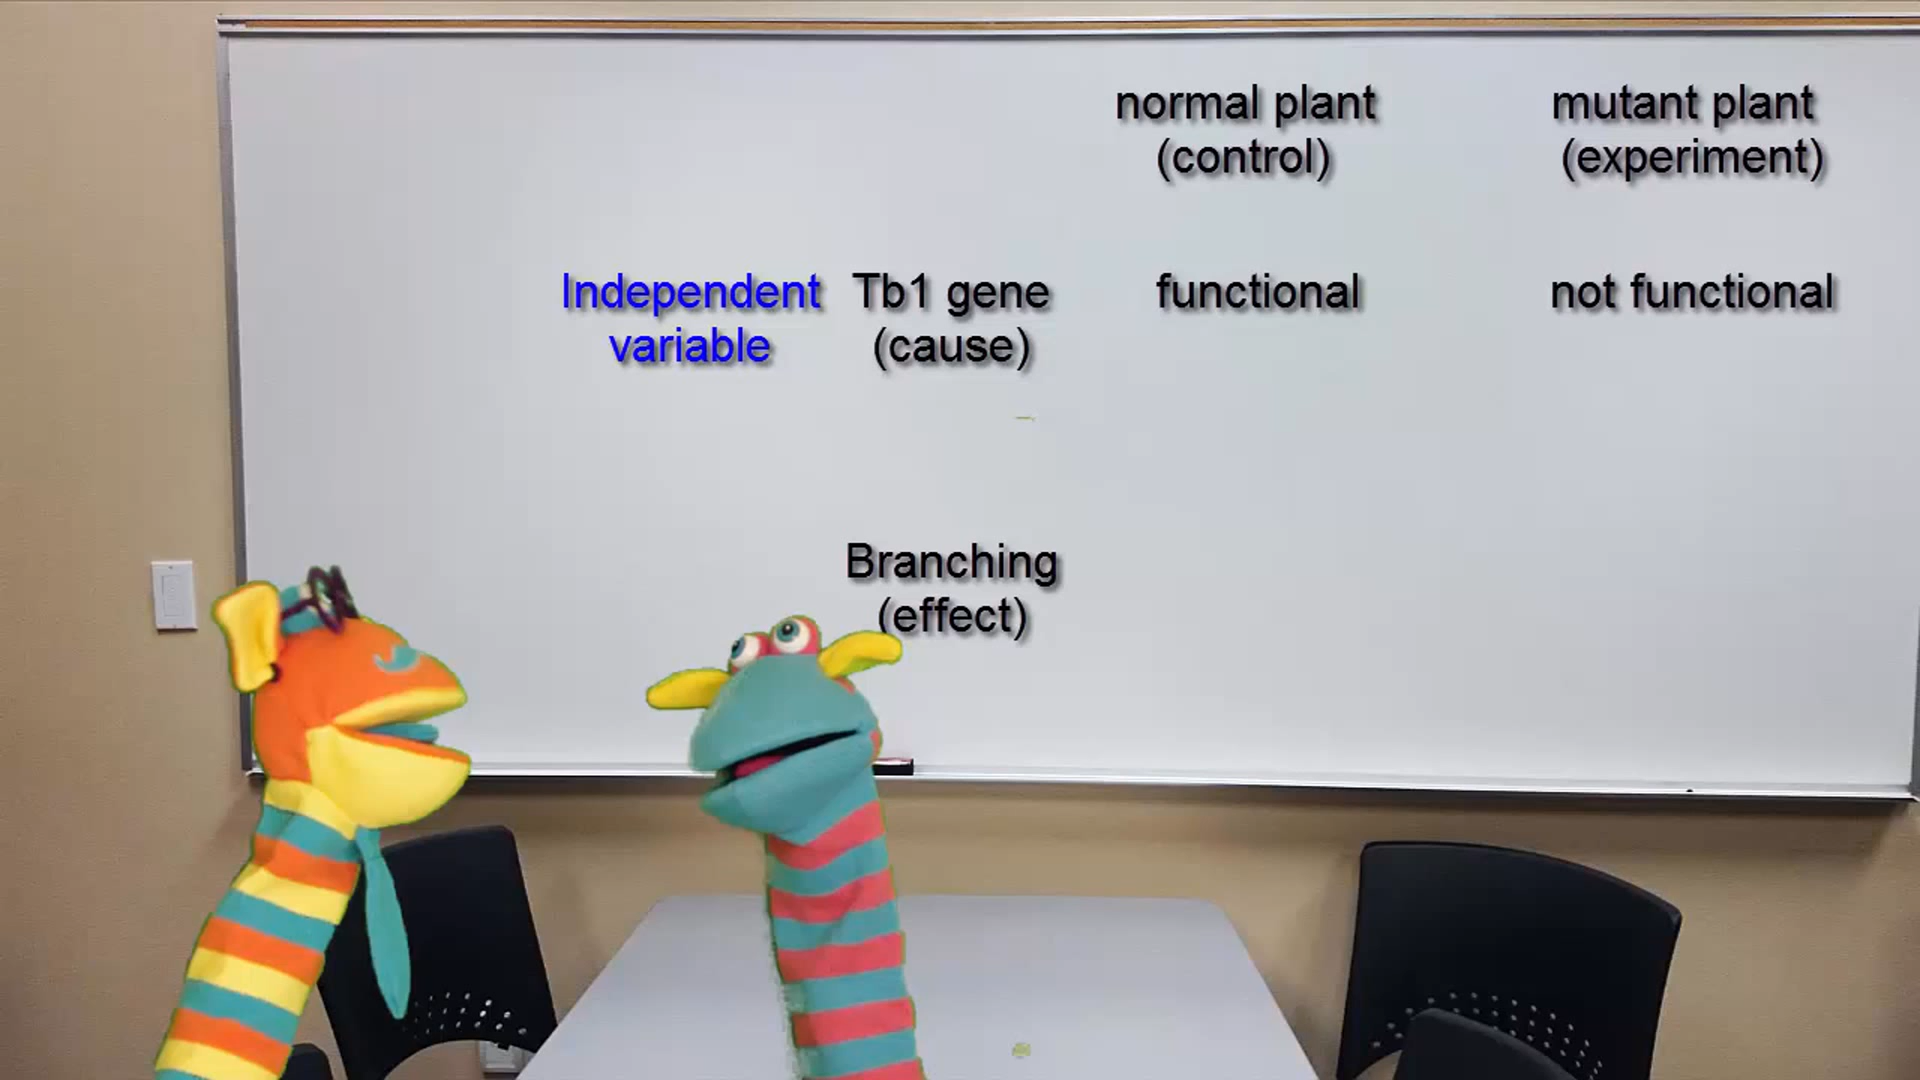 normal plant
(control)
mutant plant
(experiment)
Independent
variable
Tb1 gene
(cause)
functional
not functional
Branching
(effect)